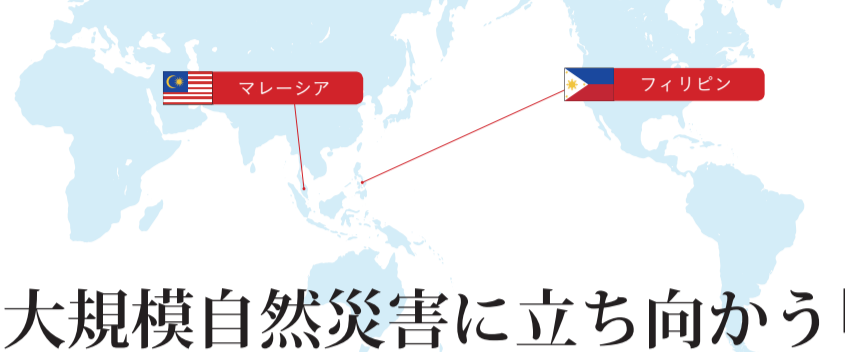 マレーシア
フィリピン
大規模自然災害に立ち向かう「